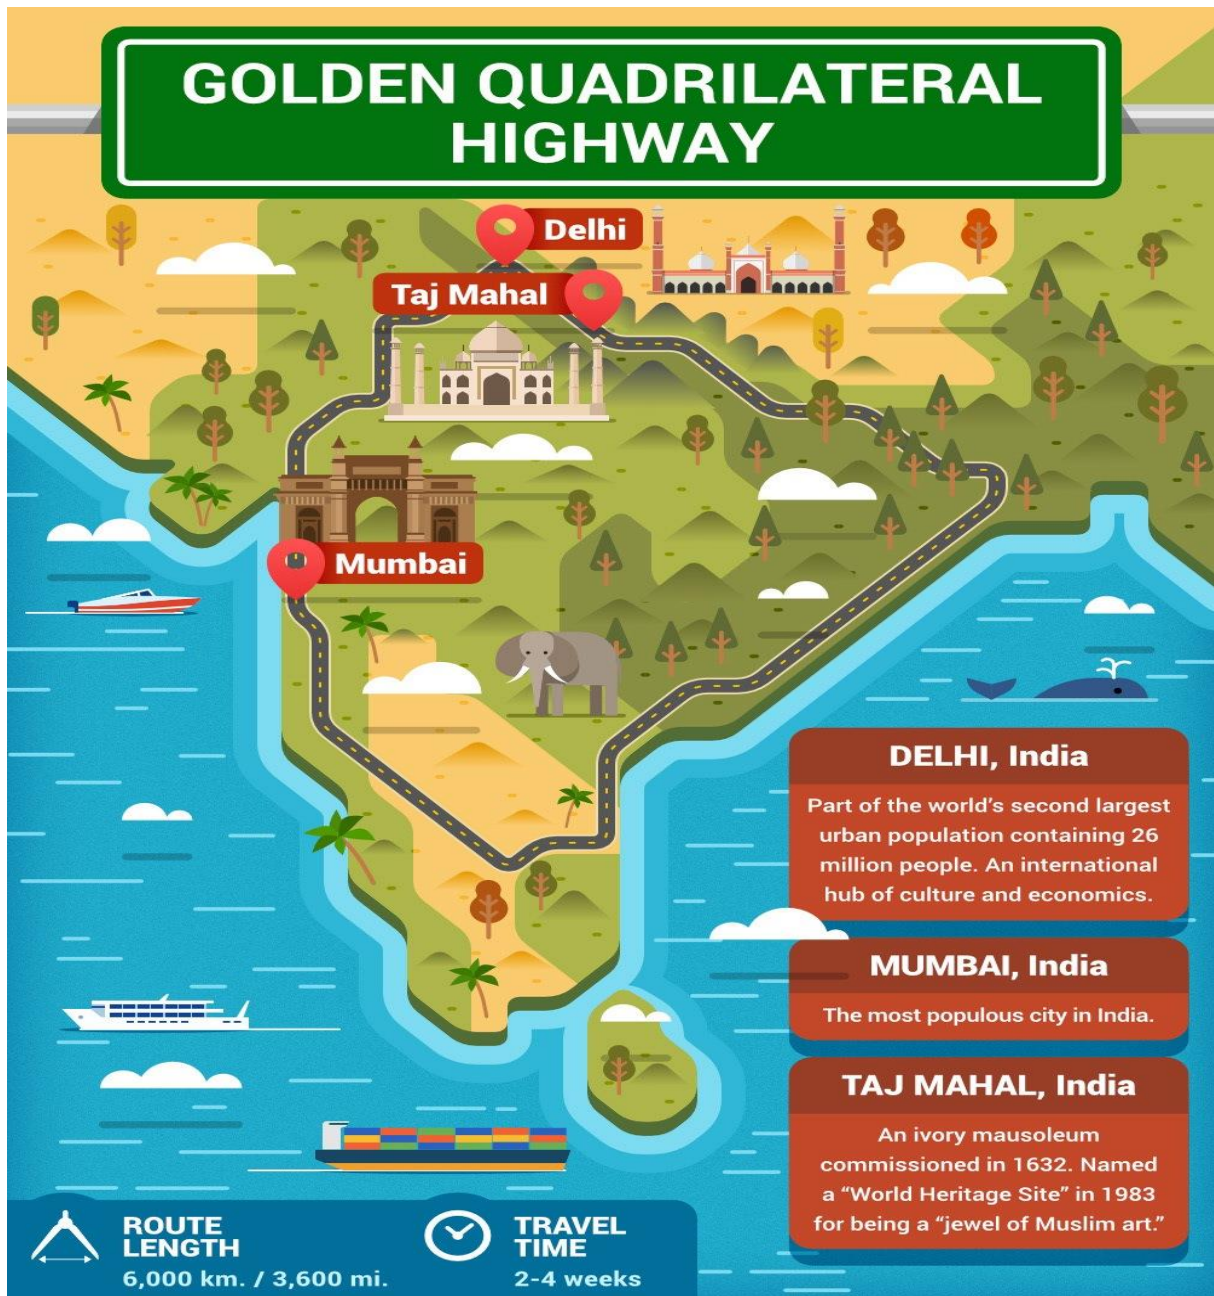 GOLDEN QUADRILATERAL
HIGHWAY
Delhi
Taj Mahal
Mumbai
DELHI, India
Part of the world's second largest
urban population containing 26
million people. An international
hub of culture and economics.
MUMBAI, India
The most populous city in India.
TAJ MAHAL, India
An ivory mausoleum
commissioned in 1632. Named
a “World Heritage Site” in 1983
for being a “jewel of Muslim art.”
ROUTE
LENGTH
6,000 km. / 3,600 mi.
TRAVEL
TIME
2-4 weeks